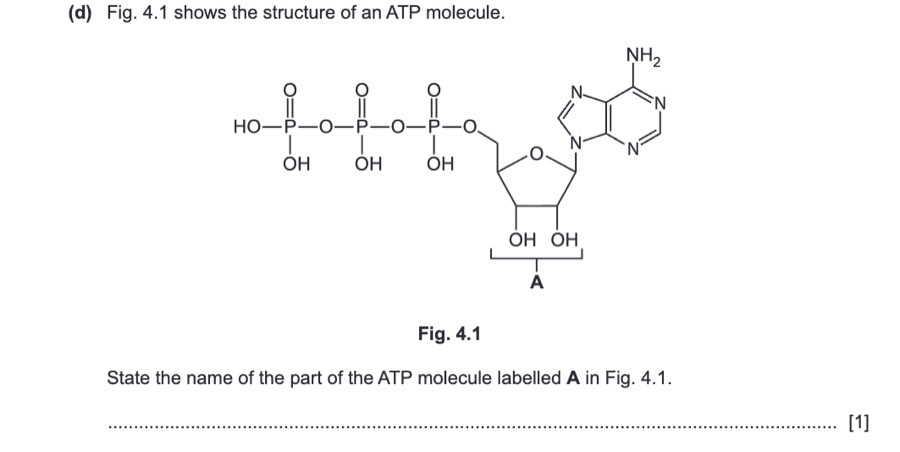 (d) Fig. 4.1 shows the structure of an ATP molecule.
NH2
O O O N N
HO—P—O—P—O—P—O
N N
O
OH OH OH
OH OH
A
Fig. 4.1
State the name of the part of the ATP molecule labelled A in Fig. 4.1.
[1]